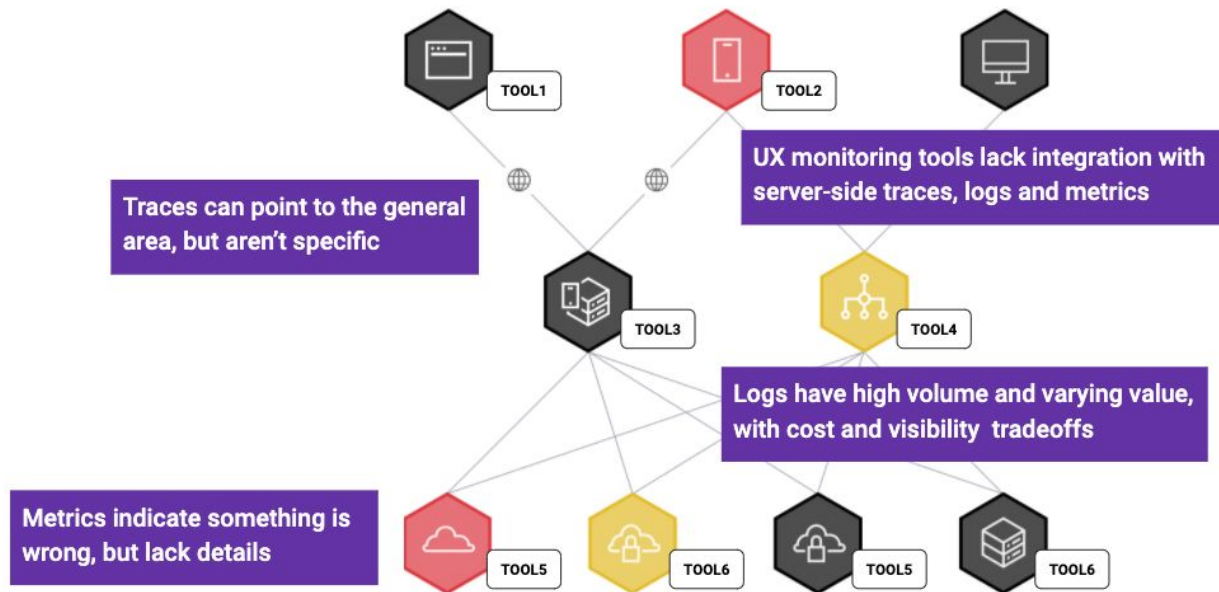 TOOL1
TOOL2
UX monitoring tools lack integration with
server-side traces, logs and metrics
Traces can point to the general
area, but aren’t specific
TOOL3
TOOL4
Logs have high volume and varying value,
with cost and visibility tradeoffs
Metrics indicate something is
wrong, but lack details
TOOL5
TOOL6
TOOL5
TOOL6